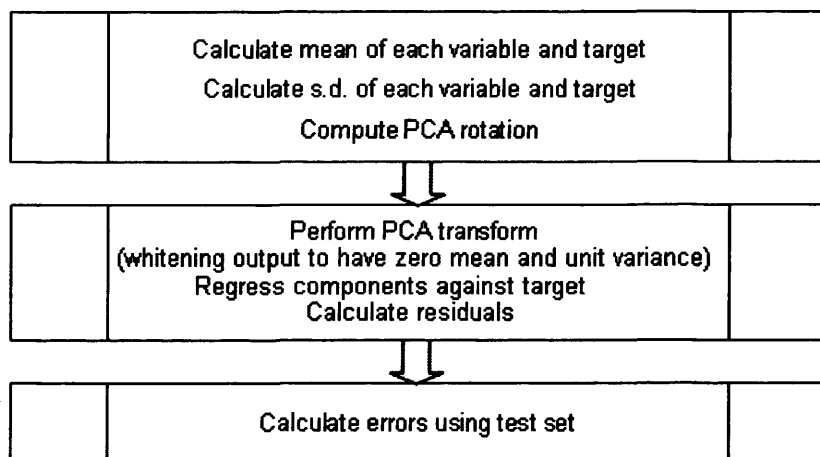 Calculate mean of each variable and target
Calculate s.d. of each variable and target
Compute PCA rotation
Perform PCA transform
(whitening output to have zero mean and unit variance)
Regress components against target
Calculate residuals
Calculate errors using test set